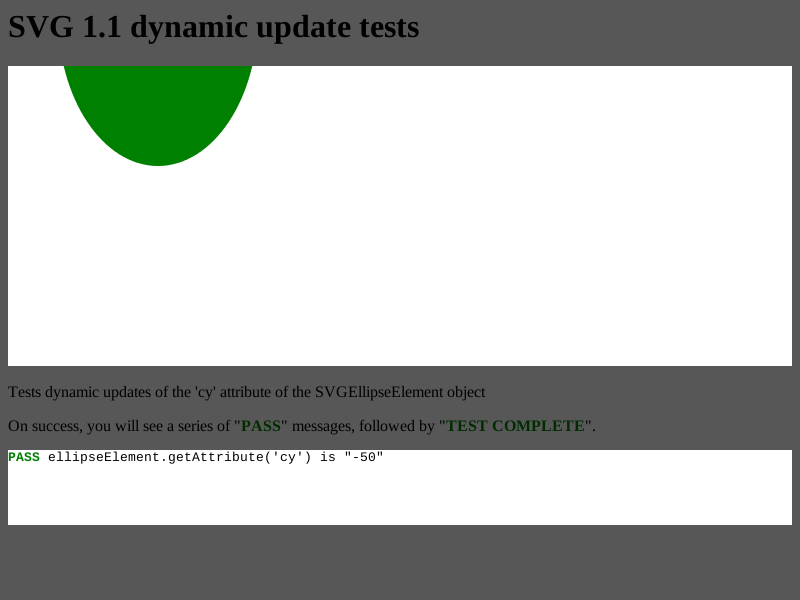 SVG 1.1 dynamic update tests
Tests dynamic updates of the 'cy' attribute of the SVGEllipseElement object
On success, you will see a series of "PASS" messages, followed by "TEST COMPLETE".
PASS ellipseElement.getAttribute('cy') is "-50"